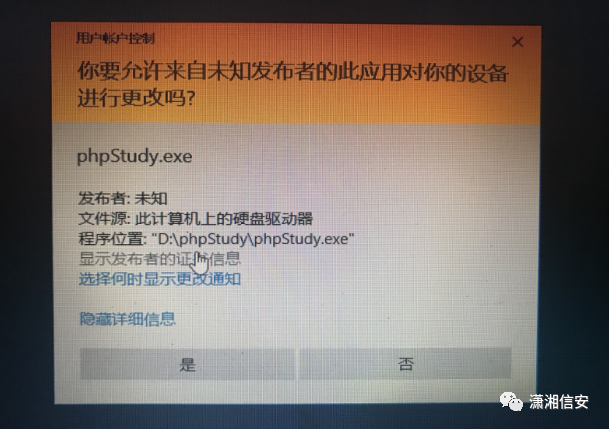 用户帐户控制
你要允许来自未知发布者的此应用对你的设备
进行更改吗?
phpStudy.exe
发布者: 未知
文件源: 此计算机上的硬盘驱动器
程序位置: "D:\phpStudy\phpStudy.exe"
显示发布者的证书信息
选择何时显示更改通知
隐藏详细信息
是
否
潇湘信安